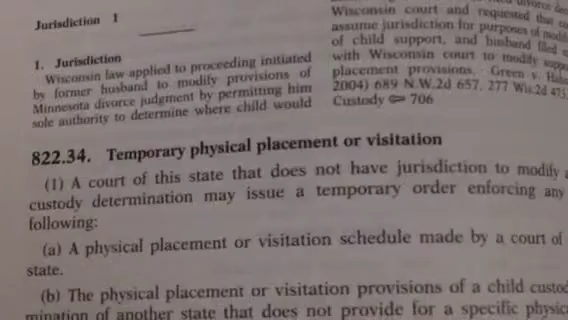 Jurisdiction 1
1. Jurisdiction
Wisconsin law applied to proceeding initiated
by former husband to modify provisions of
Minnesota divorce judgment by permitting him
sole authority to determine where child would
Wisconsin court and requested that
assume jurisdiction for purposes of
of child support, and husband filed
with Wisconsin court to modify
placement provisions. Green v.
2004) 689 N.W.2d 657, 277 Wis.2d 473,
Custody 706
822.34. Temporary physical placement or visitation
(1) A court of this state that does not have jurisdiction to modify a
custody determination may issue a temporary order enforcing any
following:
(a) A physical placement or visitation schedule made by a court of
state.
(b) The physical placement or visitation provisions of a child custod
mination of another state that does not provide for a specific physic